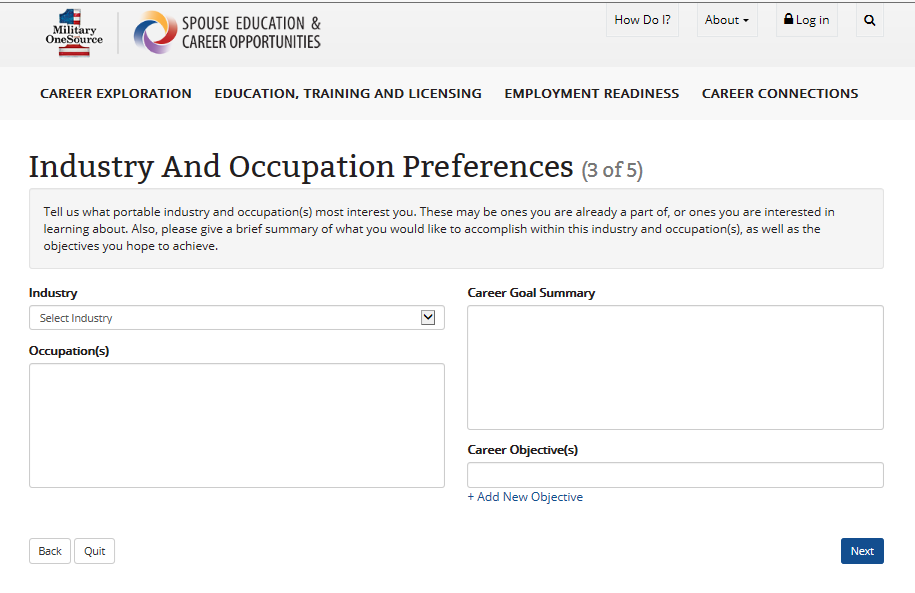 Military
OneSource
SPOUSE EDUCATION &
CAREER OPPORTUNITIES
How Do I?
About
Log in
CAREER EXPLORATION
EDUCATION, TRAINING AND LICENSING
EMPLOYMENT READINESS
CAREER CONNECTIONS
Industry And Occupation Preferences (3 of 5)
Tell us what portable industry and occupation(s) most interest you. These may be ones you are already a part of, or ones you are interested in
learning about. Also, please give a brief summary of what you would like to accomplish within this industry and occupation(s), as well as the
objectives you hope to achieve.
Industry
Select Industry
Occupation(s)
Career Goal Summary
Career Objective(s)
+ Add New Objective
Back
Quit
Next